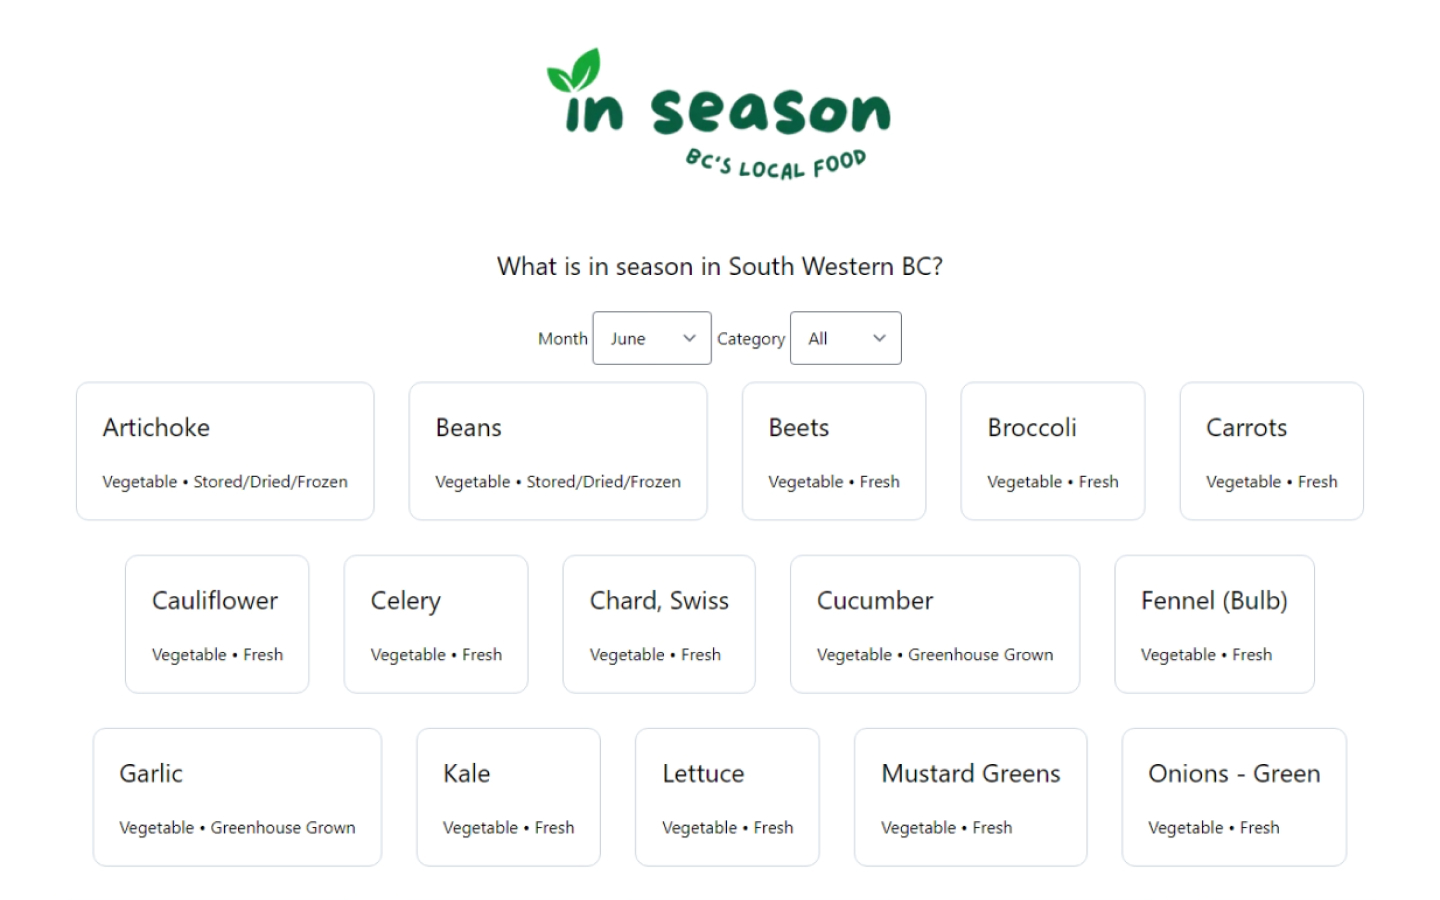 in season
BC'S LOCAL FOOD
What is in season in South Western BC?
Month June Category All
Artichoke
Vegetable • Stored/Dried/Frozen
Beans
Vegetable • Stored/Dried/Frozen
Beets
Vegetable • Fresh
Broccoli
Vegetable • Fresh
Carrots
Vegetable • Fresh
Cauliflower
Vegetable • Fresh
Celery
Vegetable • Fresh
Chard, Swiss
Vegetable • Fresh
Cucumber
Vegetable • Greenhouse Grown
Fennel (Bulb)
Vegetable • Fresh
Garlic
Vegetable • Greenhouse Grown
Kale
Vegetable • Fresh
Lettuce
Vegetable • Fresh
Mustard Greens
Vegetable • Fresh
Onions - Green
Vegetable • Fresh